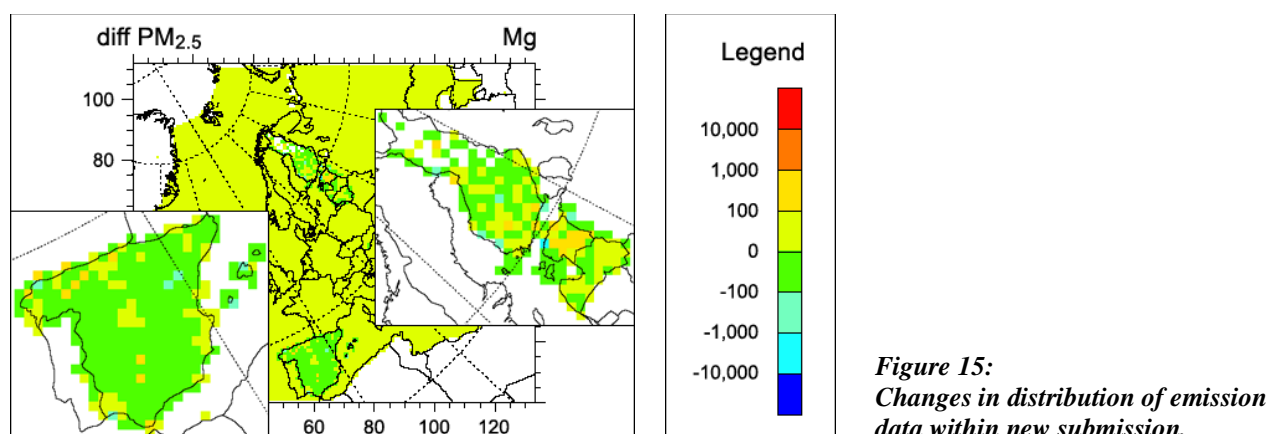 diff PM2.5 Mg
100
80
60 80 100 120
Legend
10,000
1,000
100
0
-100
-1,000
-10,000
Figure 15:
Changes in distribution of emission
data within new submission.